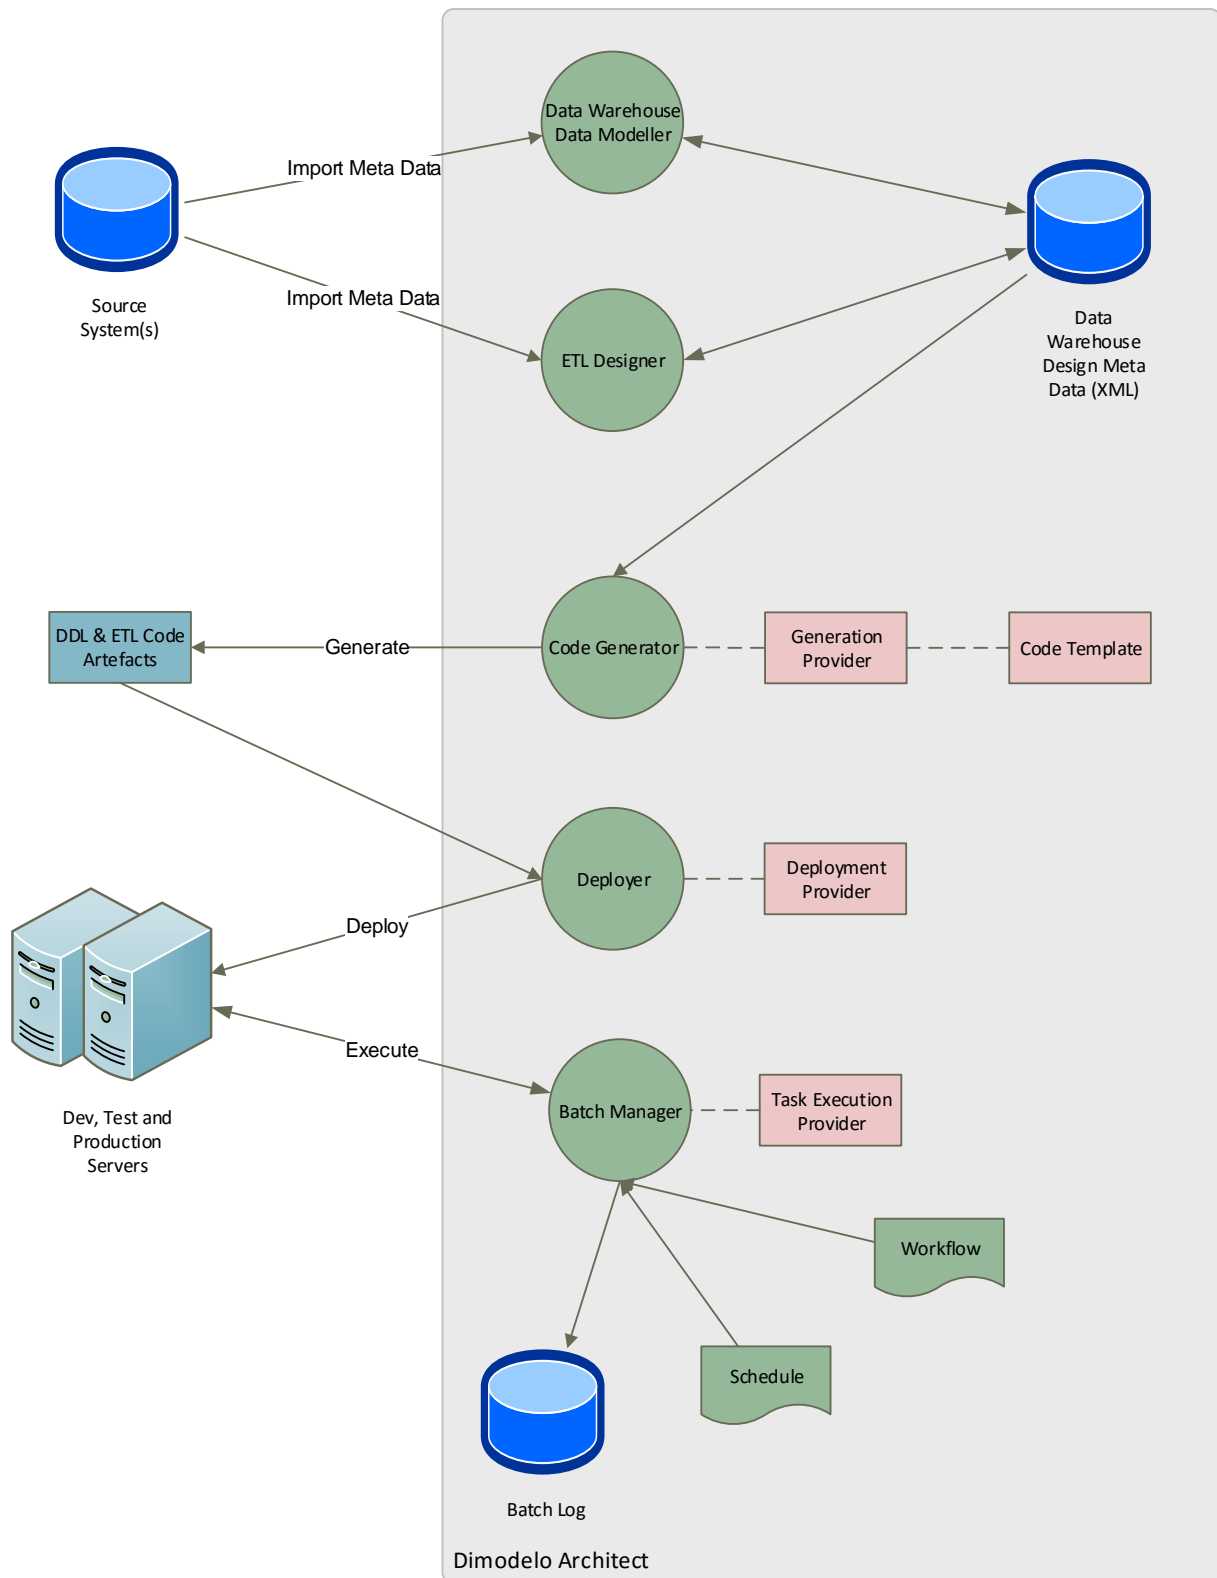 Data Warehouse
Data Modeller
Import Meta Data
Source
System(s)
Import Meta Data
ETL Designer
Data
Warehouse
Design Meta
Data (XML)
DDL & ETL Code
Artefacts
Generate
Code Generator
Generation
Provider
Code Template
Deployer
Deployment
Provider
Deploy
Execute
Dev, Test and
Production
Servers
Batch Manager
Task Execution
Provider
Workflow
Schedule
Batch Log
Dimodelo Architect